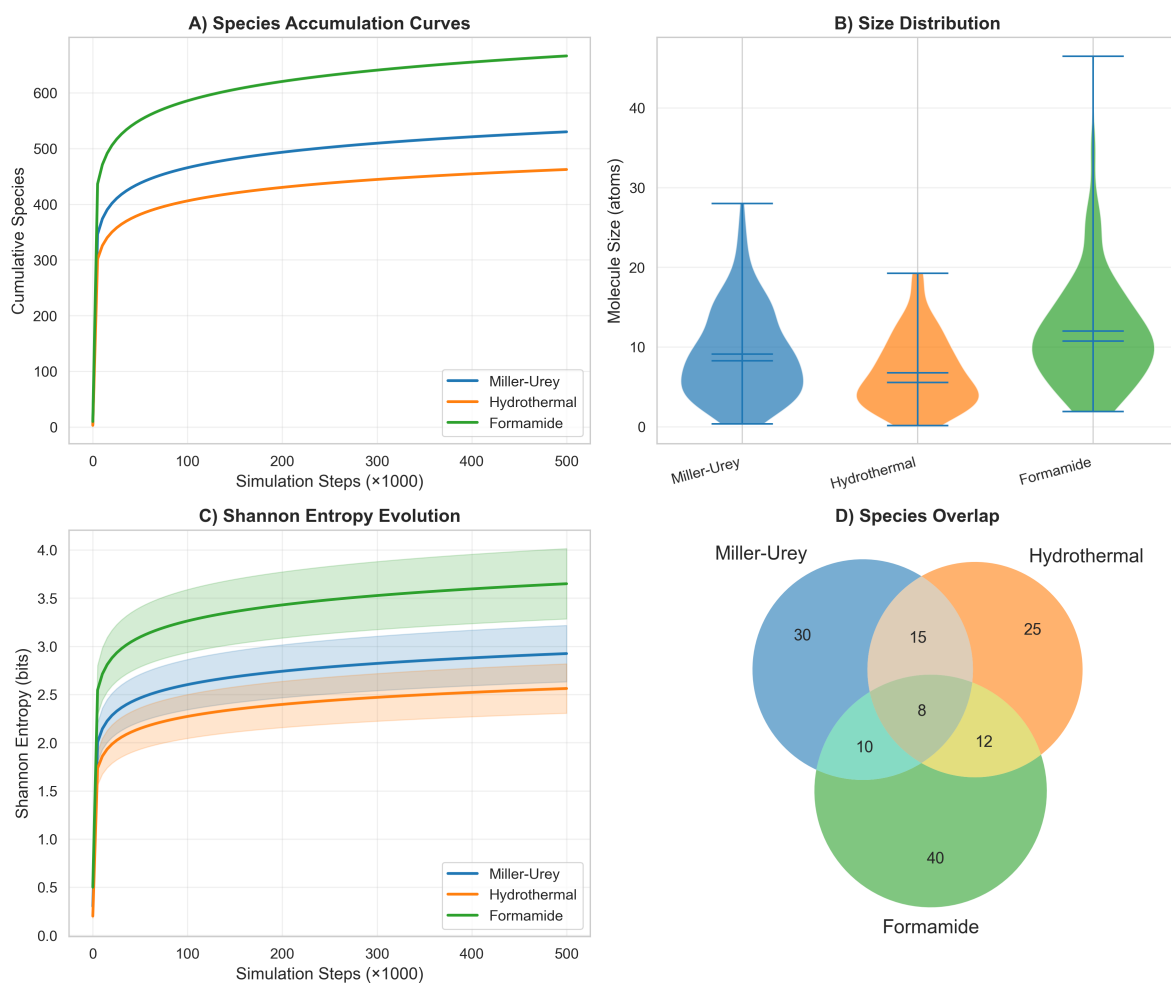 A) Species Accumulation Curves
Cumulative Species
600
500
400
300
200
100
0
Miller-Urey
Hydrothermal
Formamide
0 100 200 300 400 500
Simulation Steps (×1000)
B) Size Distribution
Molecule Size (atoms)
40
30
20
10
0
Miller-Urey
Hydrothermal
Formamide
C) Shannon Entropy Evolution
Shannon Entropy (bits)
4.0
3.5
3.0
2.5
2.0
1.5
1.0
0.5
0.0
Miller-Urey
Hydrothermal
Formamide
0 100 200 300 400 500
Simulation Steps (×1000)
D) Species Overlap
Miller-Urey
Hydrothermal
30
15
25
8
10
12
40
Formamide